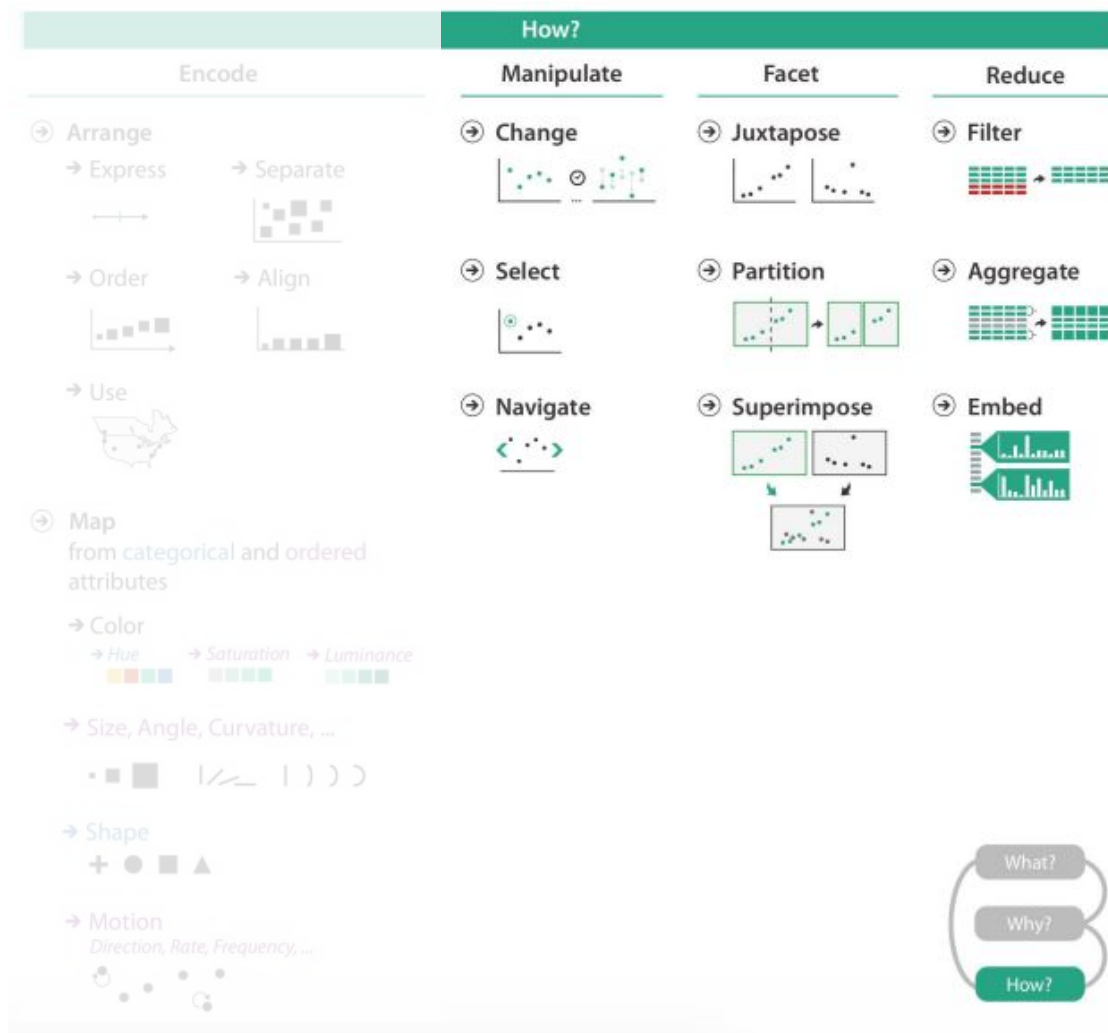 How?
Encode
Arrange
Express
Separate
Order
Align
Use
Map
from categorical and ordered
attributes
Color
Hue
Saturation
Luminance
Size, Angle, Curvature, ...
Shape
Motion
Direction, Rate, Frequency, ...
Manipulate
Change
...
Select
Navigate
Facet
Juxtapose
Partition
Superimpose
Reduce
Filter
Aggregate
Embed
What?
Why?
How?